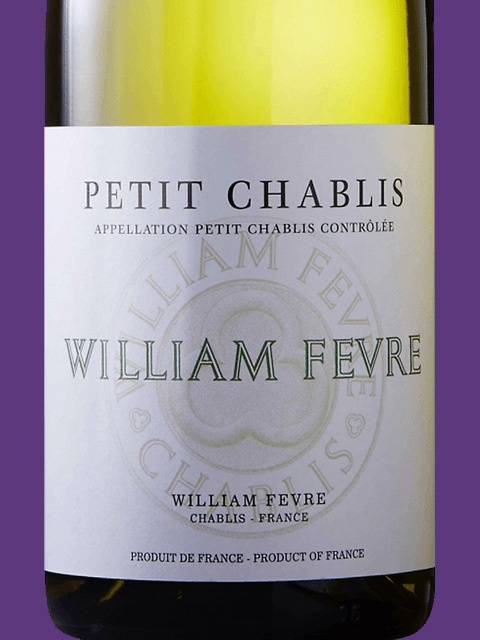 PETIT CHABLIS
APPELLATION PETIT CHABLIS CONTRÔLÉE
WILLIAM FEVRE
CHABLIS
WILLIAM FEVRE
WILLIAM FEVRE
CHABLIS - FRANCE
PRODUIT DE FRANCE - PRODUCT OF FRANCE